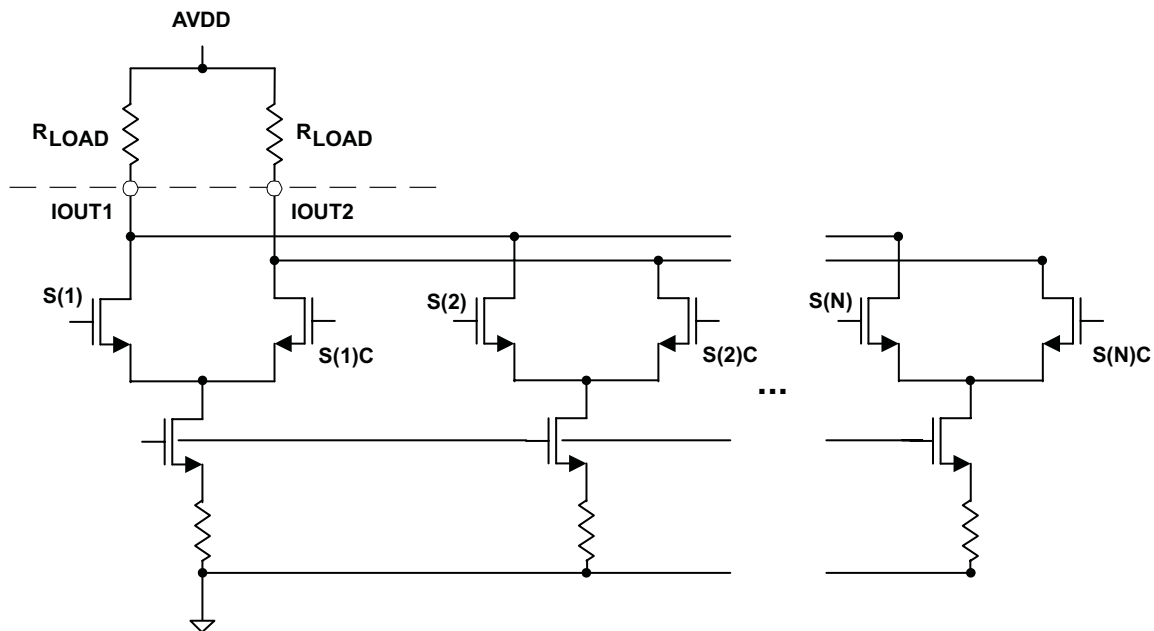 AVDD
RLOAD
RLOAD
IOUT1
IOUT2
S(1)
S(1)C
S(2)
S(2)C
...
S(N)
S(N)C